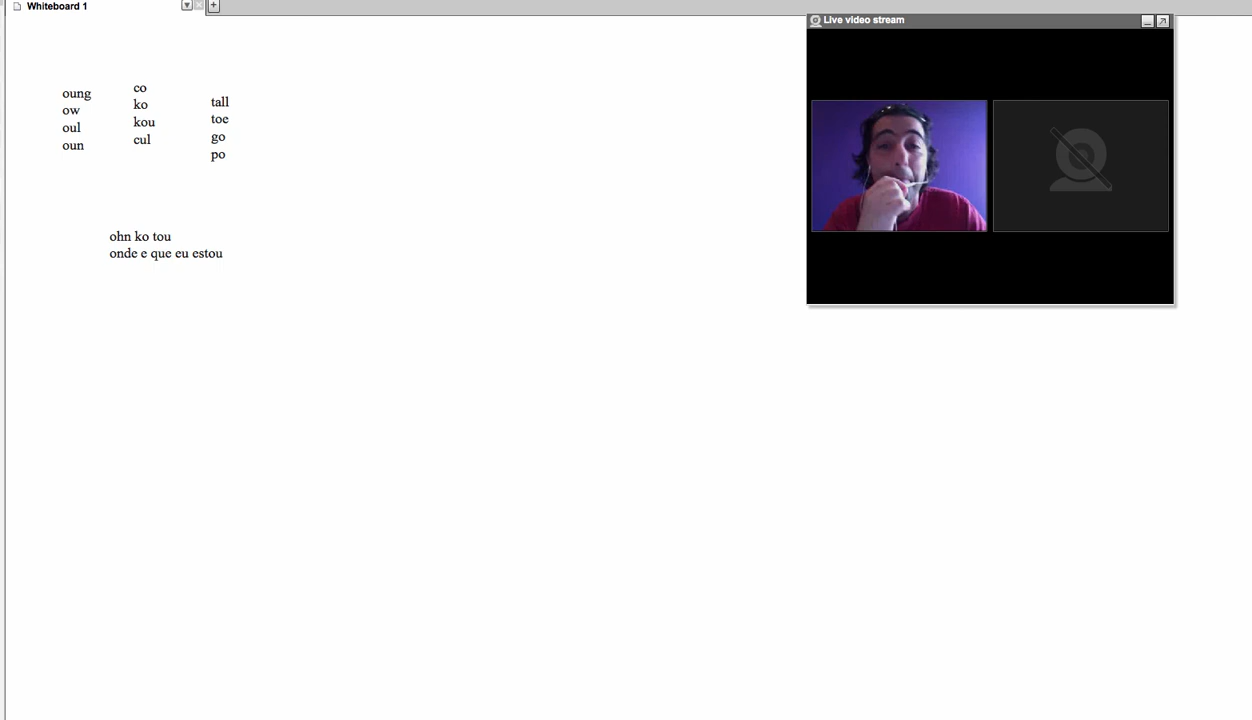 Whiteboard 1
Live video stream
oung
ow
oul
oun
co
ko
kou
cul
tall
toe
go
po
ohn ko tou
onde e que eu estou